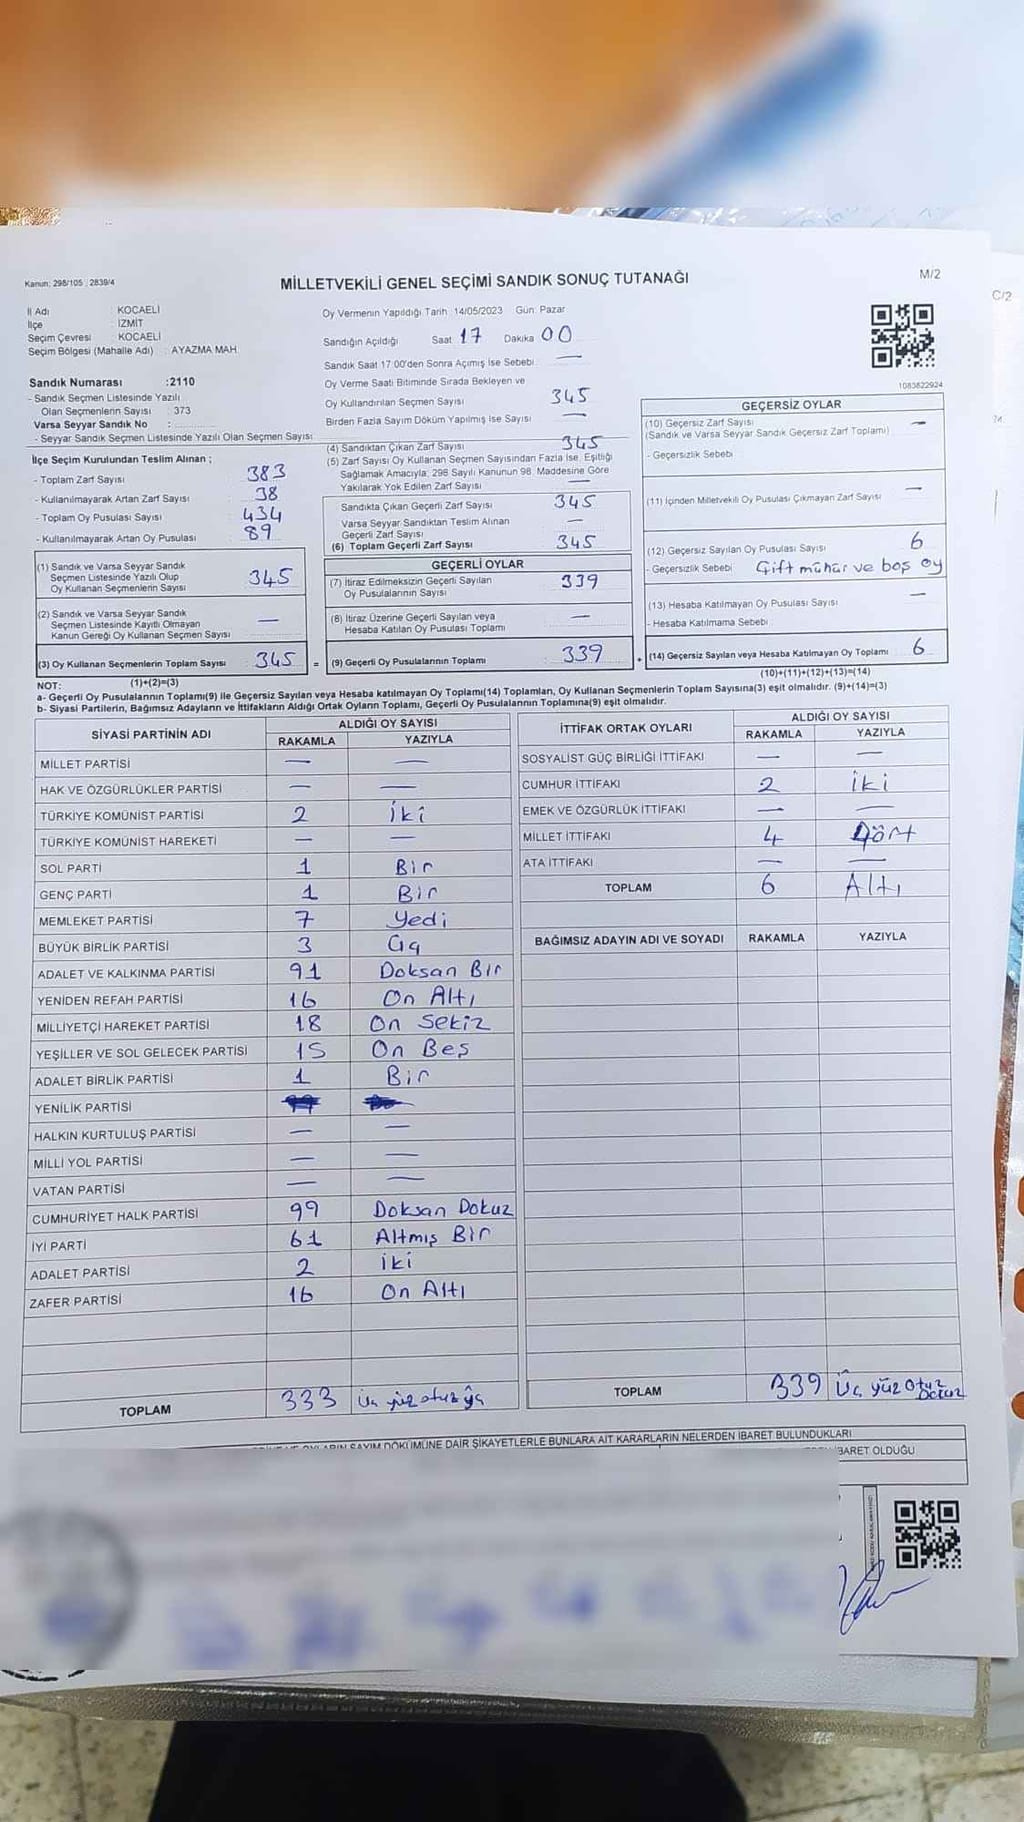 Kanun: 298/105 ; 2839/4
MİLLETVEKİLİ GENEL SEÇİMİ SANDIK SONUÇ TUTANAĞI
M/2
İl Adı : KOCAELİ
İlçe : İZMİT
Seçim Çevresi : KOCAELİ
Seçim Bölgesi (Mahalle Adı) : AYAZMA MAH.
Sandık Numarası :2110
- Sandık Seçmen Listesinde Yazılı
Olan Seçmenlerin Sayısı : 373
Varsa Seyyar Sandık No :
- Seyyar Sandık Seçmen Listesinde Yazılı Olan Seçmen Sayısı
İlçe Seçim Kurulundan Teslim Alınan ;
- Toplam Zarf Sayısı 383
- Kullanılmayarak Artan Zarf Sayısı 38
- Toplam Oy Pusulası Sayısı 434
- Kullanılmayarak Artan Oy Pusulası 89
(1) Sandık ve Varsa Seyyar Sandık
Seçmen Listesinde Yazılı Olup
Oy Kullanan Seçmenlerin Sayısı 345
(2) Sandık ve Varsa Seyyar Sandık
Seçmen Listesinde Kayıtlı Olmayan
Kanun Gereği Oy Kullanan Seçmen Sayısı —
(3) Oy Kullanan Seçmenlerin Toplam Sayısı 345
(1)+(2)=(3)
Oy Vermenin Yapıldığı Tarih :14/05/2023 Gün: Pazar
Sandığın Açıldığı Saat 17 Dakika 00
Sandık Saat 17:00'den Sonra Açımış İse Sebebi: —
Oy Verme Saati Bitiminde Sırada Bekleyen ve
Oy Kullandırılan Seçmen Sayısı 345
Birden Fazla Sayım Döküm Yapılmış İse Sayısı —
(4) Sandıktan Çıkan Zarf Sayısı 345
(5) Zarf Sayısı Oy Kullanan Seçmen Sayısından Fazla İse, Eşitliği
Sağlamak Amacıyla; 298 Sayılı Kanunun 98. Maddesine Göre
Yakılarak Yok Edilen Zarf Sayısı —
Sandıkta Çıkan Geçerli Zarf Sayısı 345
Varsa Seyyar Sandıktan Teslim Alınan
Geçerli Zarf Sayısı —
(6) Toplam Geçerli Zarf Sayısı 345
GEÇERLİ OYLAR
(7) İtiraz Edilmeksizin Geçerli Sayılan
Oy Pusulalarının Sayısı 339
(8) İtiraz Üzerine Geçerli Sayılan veya
Hesaba Katılan Oy Pusulası Toplamı —
= (9) Geçerli Oy Pusulalarının Toplamı 339 +
1083822924
GEÇERSİZ OYLAR
(10) Geçersiz Zarf Sayısı —
(Sandık ve Varsa Seyyar Sandık Geçersiz Zarf Toplamı)
- Geçersizlik Sebebi
(11) İçinden Milletvekili Oy Pusulası Çıkmayan Zarf Sayısı —
(12) Geçersiz Sayılan Oy Pusulası Sayısı 6
- Geçersizlik Sebebi Çift mühür ve boş oy
(13) Hesaba Katılmayan Oy Pusulası Sayısı —
- Hesaba Katılmama Sebebi
(14) Geçersiz Sayılan veya Hesaba Katılmayan Oy Toplamı 6
(10)+(11)+(12)+(13)=(14)
NOT:
a- Geçerli Oy Pusulalarının Toplamı(9) ile Geçersiz Sayılan veya Hesaba katılmayan Oy Toplamı(14) Toplamları, Oy Kullanan Seçmenlerin Toplam Sayısına(3) eşit olmalıdır. (9)+(14)=(3)
b- Siyasi Partilerin, Bağımsız Adayların ve İttifakların Aldığı Ortak Oyların Toplamı, Geçerli Oy Pusulalarının Toplamına(9) eşit olmalıdır.
SİYASİ PARTİNİN ADI ALDIĞI OY SAYISI
RAKAMLA YAZIYLA
MİLLET PARTİSİ — —
HAK VE ÖZGÜRLÜKLER PARTİSİ — —
TÜRKİYE KOMÜNİST PARTİSİ 2 İki
TÜRKİYE KOMÜNİST HAREKETİ — —
SOL PARTİ 1 Bir
GENÇ PARTİ 1 Bir
MEMLEKET PARTİSİ 7 Yedi
BÜYÜK BİRLİK PARTİSİ 3 Üç
ADALET VE KALKINMA PARTİSİ 91 Doksan Bir
YENİDEN REFAH PARTİSİ 16 On Altı
MİLLİYETÇİ HAREKET PARTİSİ 18 On Sekiz
YEŞİLLER VE SOL GELECEK PARTİSİ 15 On Beş
ADALET BİRLİK PARTİSİ 1 Bir
YENİLİK PARTİSİ
HALKIN KURTULUŞ PARTİSİ — —
MİLLİ YOL PARTİSİ — —
VATAN PARTİSİ — —
CUMHURİYET HALK PARTİSİ 99 Doksan Dokuz
İYİ PARTİ 61 Altmış Bir
ADALET PARTİSİ 2 İki
ZAFER PARTİSİ 16 On Altı
TOPLAM 333 Üç yüz otuz üç
İTTİFAK ORTAK OYLARI ALDIĞI OY SAYISI
RAKAMLA YAZIYLA
SOSYALİST GÜÇ BİRLİĞİ İTTİFAKI — —
CUMHUR İTTİFAKI 2 İki
EMEK VE ÖZGÜRLÜK İTTİFAKI — —
MİLLET İTTİFAKI 4 Dört
ATA İTTİFAKI — —
TOPLAM 6 Altı
BAĞIMSIZ ADAYIN ADI VE SOYADI RAKAMLA YAZIYLA
TOPLAM 339 Üç yüz Otuz Dokuz
SAYIM DÖKÜMÜNE DAİR ŞİKAYETLERLE BUNLARA AİT KARARLARIN NELERDEN İBARET BULUNDUKLARI
İBARET OLDUĞU
C/2